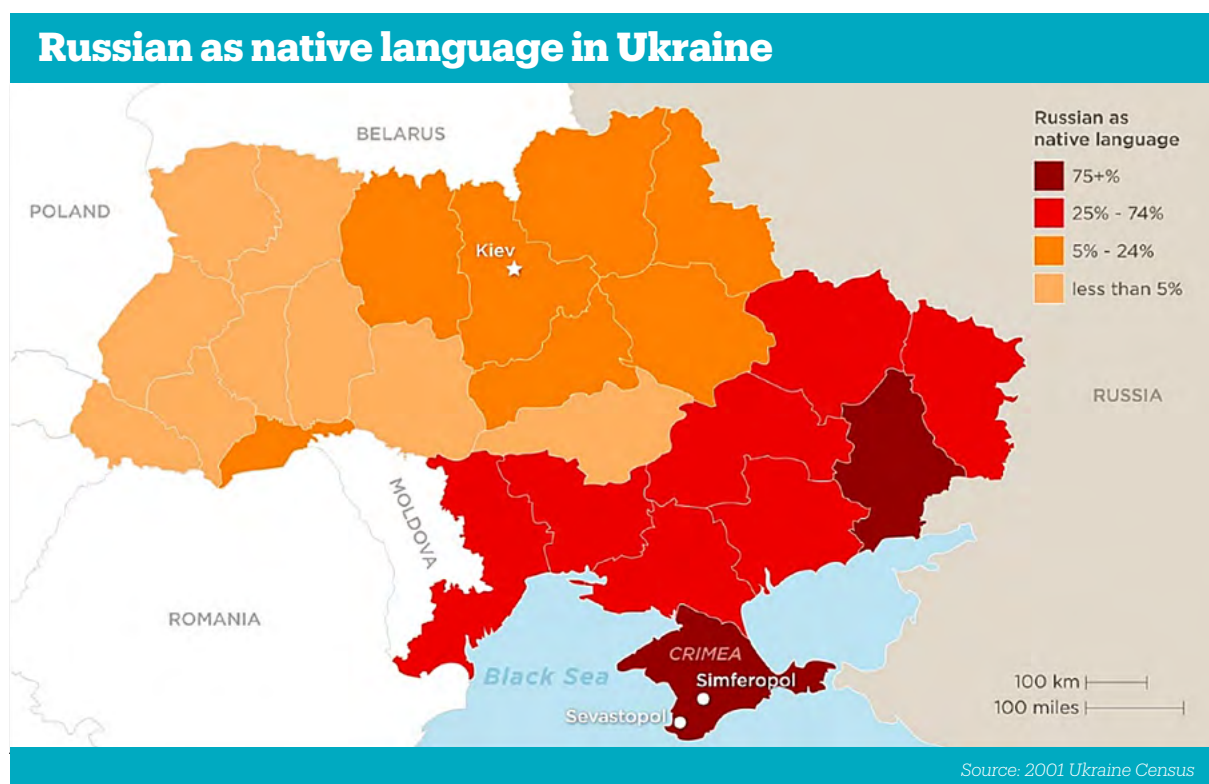 Russian as native language in Ukraine
BELARUS
POLAND
Kiev
Russian as
native language
75+%
25% - 74%
5% - 24%
less than 5%
RUSSIA
MOLDOVA
ROMANIA
Black Sea
CRIMEA
Simferopol
Sevastopol
100 km
100 miles
Source: 2001 Ukraine Census